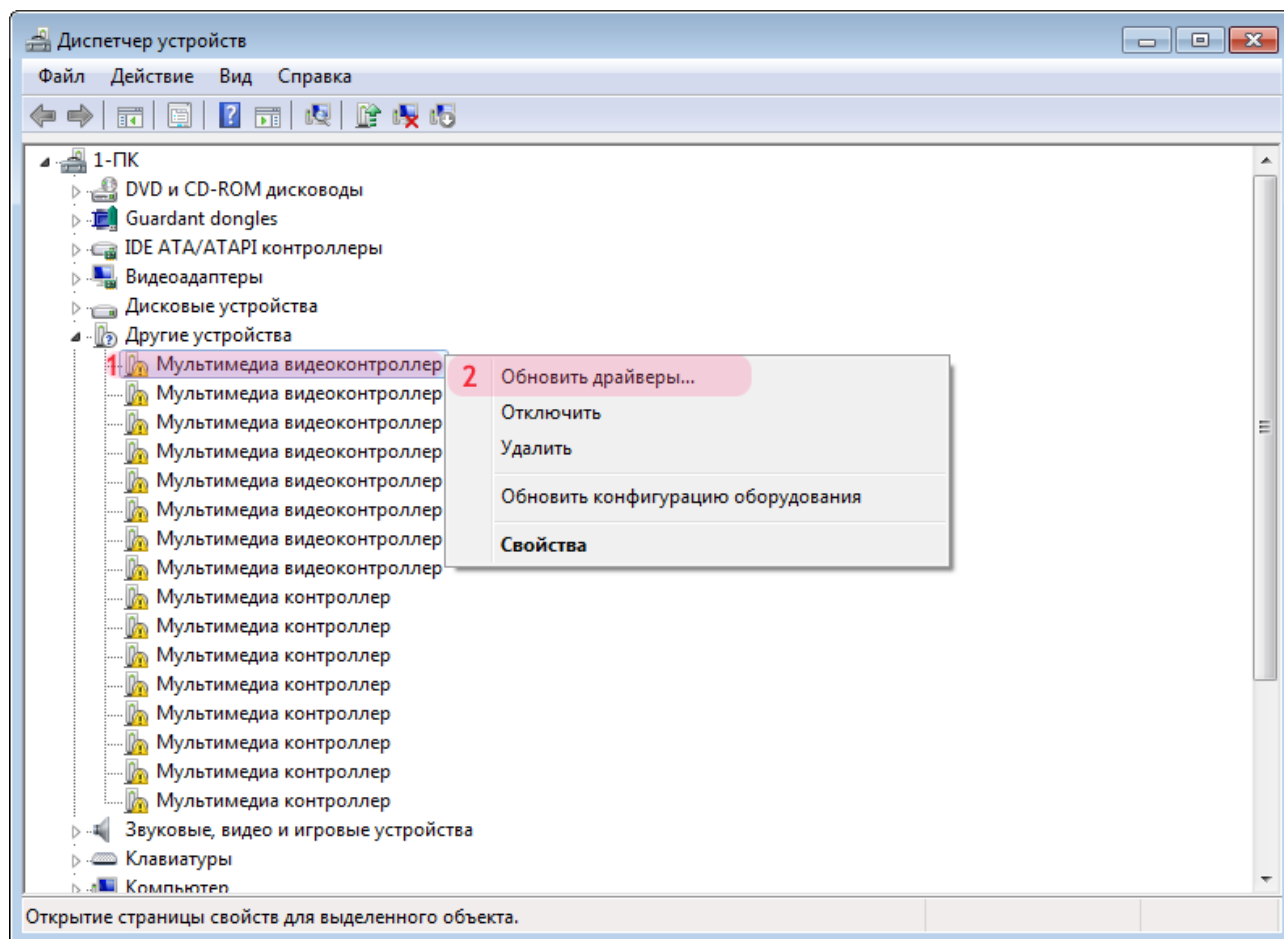 Диспетчер устройств
Файл Действие Вид Справка
1-ПК
DVD и CD-ROM дисководы
Guardant dongles
IDE ATA/ATAPI контроллеры
Видеоадаптеры
Дисковые устройства
Другие устройства
1 Мультимедиа видеоконтроллер
2 Обновить драйверы...
Мультимедиа видеоконтроллер
Отключить
Мультимедиа видеоконтроллер
Удалить
Мультимедиа видеоконтроллер
Мультимедиа видеоконтроллер
Обновить конфигурацию оборудования
Мультимедиа видеоконтроллер
Мультимедиа видеоконтроллер
Свойства
Мультимедиа видеоконтроллер
Мультимедиа контроллер
Мультимедиа контроллер
Мультимедиа контроллер
Мультимедиа контроллер
Мультимедиа контроллер
Мультимедиа контроллер
Мультимедиа контроллер
Мультимедиа контроллер
Звуковые, видео и игровые устройства
Клавиатуры
Компьютер
Открытие страницы свойств для выделенного объекта.